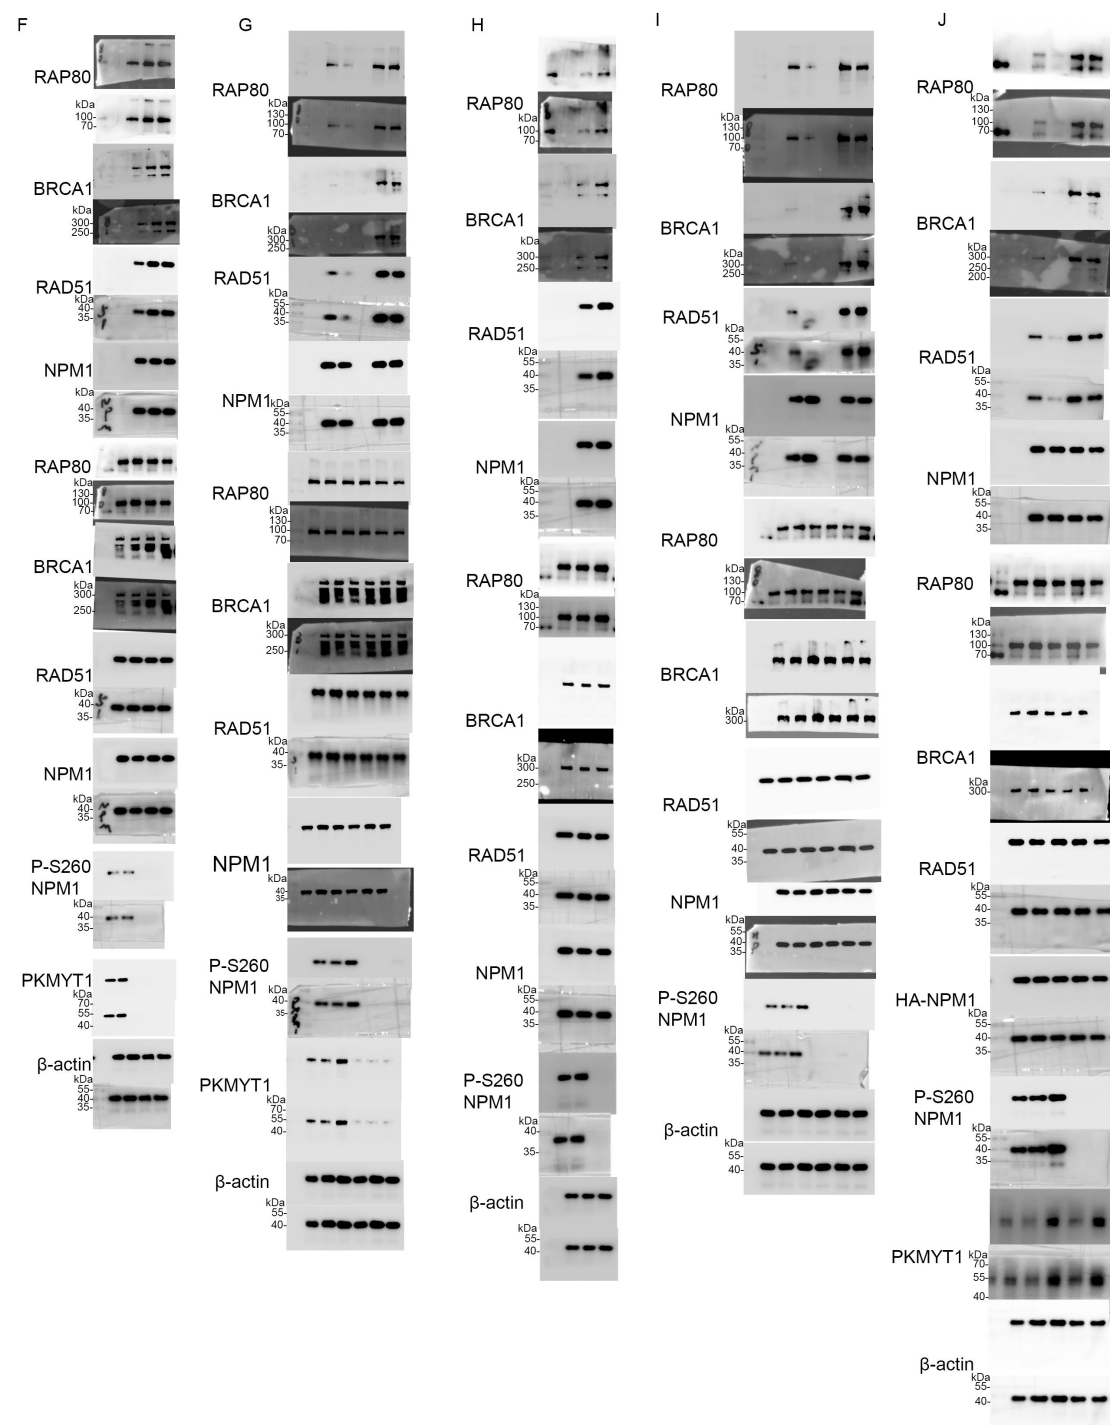 F
RAP80
kDa
100-
70-
BRCA1
kDa
300-
250-
RAD51
kDa
40-
35-
NPM1
kDa
40-
35-
RAP80
kDa
130-
100-
70-
BRCA1
kDa
300-
250-
RAD51
kDa
40-
35-
NPM1
kDa
40-
35-
P-S260
NPM1
kDa
40-
35-
PKMYT1
kDa
70-
55-
40-
β-actin
kDa
55-
40-
35-
G
RAP80
kDa
130-
100-
70-
BRCA1
kDa
300-
250-
RAD51
kDa
55-
40-
35-
NPM1
kDa
55-
40-
35-
RAP80
kDa
130-
100-
70-
BRCA1
kDa
300-
250-
RAD51
kDa
40-
35-
NPM1
kDa
40-
35-
P-S260
NPM1
kDa
40-
35-
PKMYT1
kDa
70-
55-
40-
β-actin
kDa
55-
40-
H
RAP80
kDa
100-
70-
BRCA1
kDa
300-
250-
RAD51
kDa
55-
40-
35-
NPM1
kDa
55-
40-
35-
RAP80
kDa
130-
100-
70-
BRCA1
kDa
300-
250-
RAD51
kDa
55-
40-
35-
NPM1
kDa
55-
40-
35-
P-S260
NPM1
kDa
40-
35-
β-actin
kDa
55-
40-
I
RAP80
kDa
130-
100-
70-
BRCA1
kDa
300-
250-
RAD51
kDa
55-
40-
35-
NPM1
kDa
55-
40-
35-
RAP80
kDa
130-
100-
70-
BRCA1
kDa
300-
RAD51
kDa
55-
40-
35-
NPM1
kDa
55-
40-
35-
P-S260
NPM1
kDa
55-
40-
35-
β-actin
kDa
55-
40-
J
RAP80
kDa
130-
100-
70-
BRCA1
kDa
300-
250-
200-
RAD51
kDa
55-
40-
35-
NPM1
kDa
55-
40-
35-
RAP80
kDa
130-
100-
70-
BRCA1
kDa
300-
RAD51
kDa
55-
40-
35-
HA-NPM1
kDa
55-
40-
35-
P-S260
NPM1
kDa
55-
40-
35-
PKMYT1
kDa
70-
55-
40-
β-actin
kDa
55-
40-